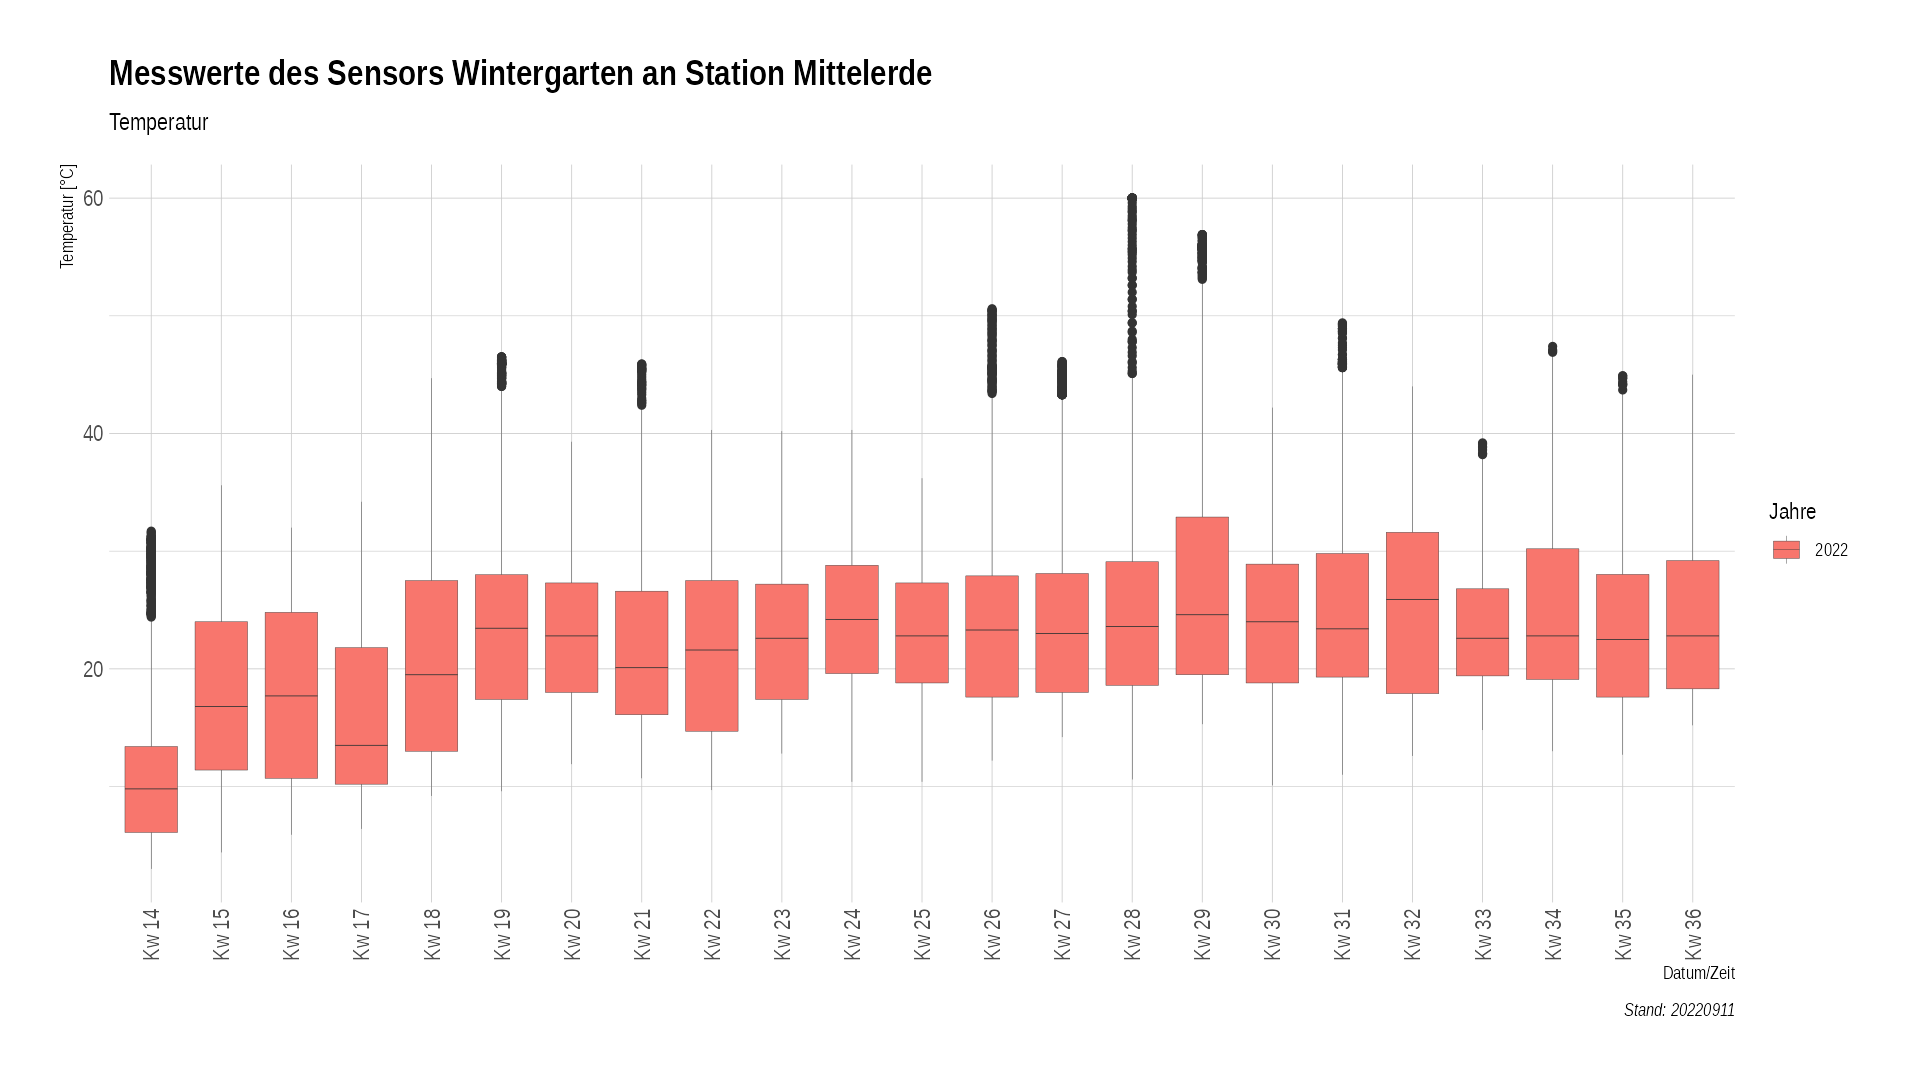 Messwerte des Sensors Wintergarten an Station Mittelerde
Temperatur
Temperatur [°C]
60
40
20
Kw 14
Kw 15
Kw 16
Kw 17
Kw 18
Kw 19
Kw 20
Kw 21
Kw 22
Kw 23
Kw 24
Kw 25
Kw 26
Kw 27
Kw 28
Kw 29
Kw 30
Kw 31
Kw 32
Kw 33
Kw 34
Kw 35
Kw 36
Datum/Zeit
Jahre
2022
Stand: 20220911